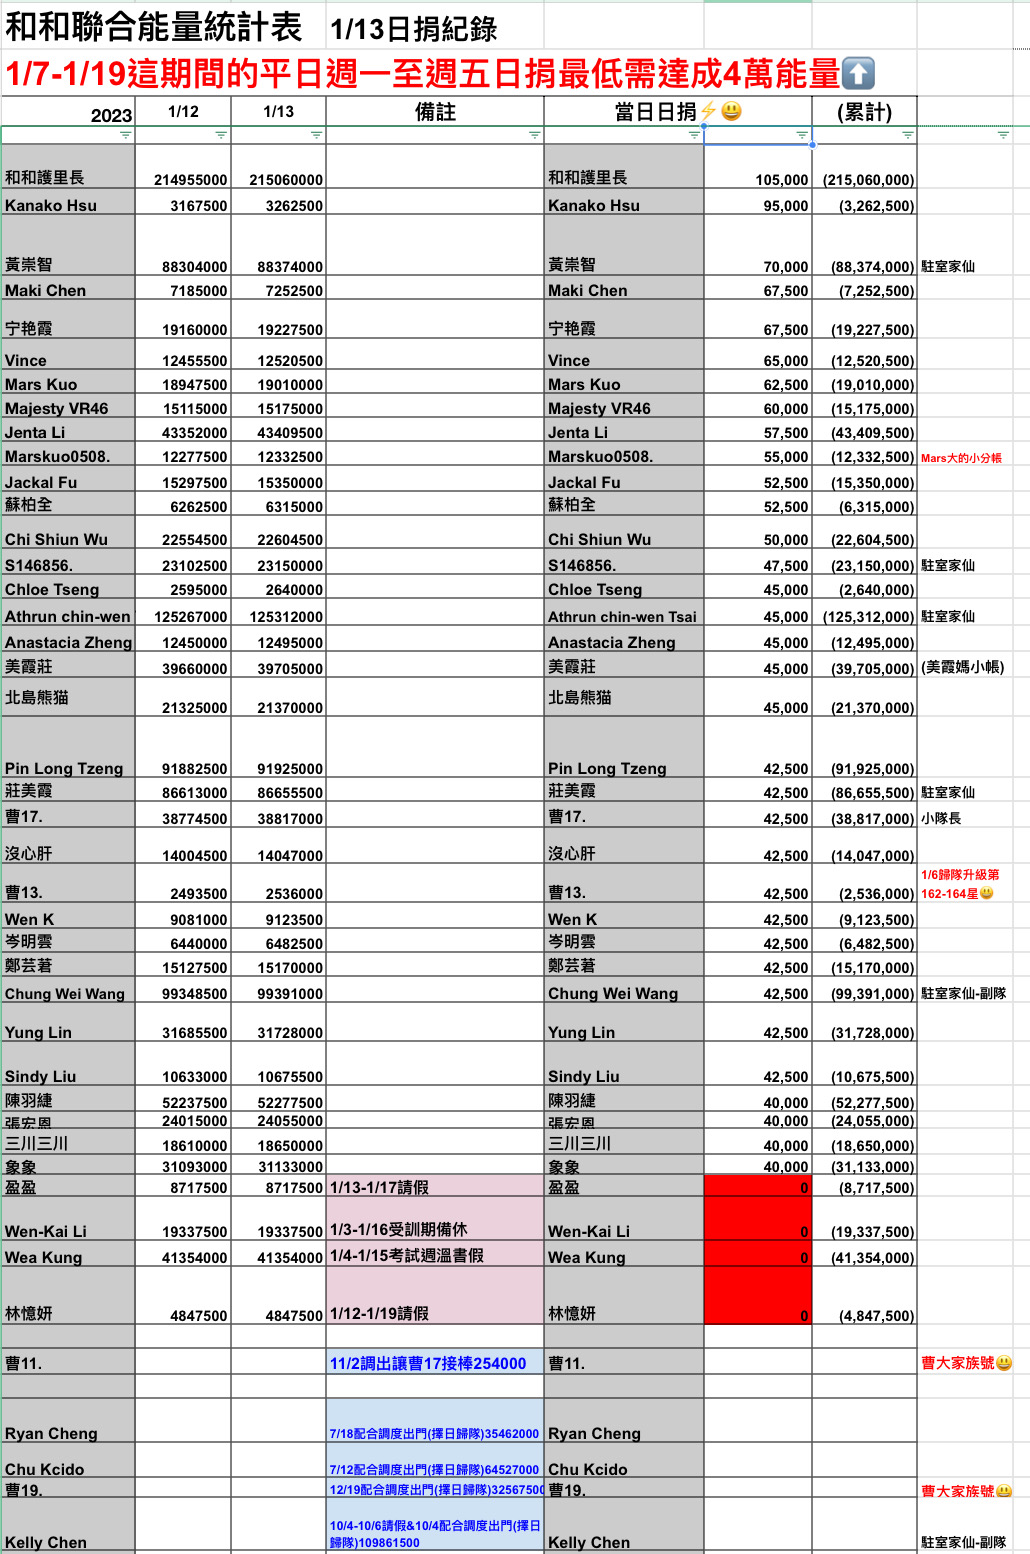 和和聯合能量統計表 1/13日捐紀錄
1/7-1/19這期間的平日週一至週五日捐最低需達成4萬能量⬆️
2023 1/12 1/13 備註 當日日捐⚡😃 (累計)
和和護里長 214955000 215060000 和和護里長 105,000 (215,060,000)
Kanako Hsu 3167500 3262500 Kanako Hsu 95,000 (3,262,500)
黃崇智 88304000 88374000 黃崇智 70,000 (88,374,000) 駐室家仙
Maki Chen 7185000 7252500 Maki Chen 67,500 (7,252,500)
宁艳霞 19160000 19227500 宁艳霞 67,500 (19,227,500)
Vince 12455500 12520500 Vince 65,000 (12,520,500)
Mars Kuo 18947500 19010000 Mars Kuo 62,500 (19,010,000)
Majesty VR46 15115000 15175000 Majesty VR46 60,000 (15,175,000)
Jenta Li 43352000 43409500 Jenta Li 57,500 (43,409,500)
Marskuo0508. 12277500 12332500 Marskuo0508. 55,000 (12,332,500) Mars大的小分帳
Jackal Fu 15297500 15350000 Jackal Fu 52,500 (15,350,000)
蘇柏全 6262500 6315000 蘇柏全 52,500 (6,315,000)
Chi Shiun Wu 22554500 22604500 Chi Shiun Wu 50,000 (22,604,500)
S146856. 23102500 23150000 S146856. 47,500 (23,150,000) 駐室家仙
Chloe Tseng 2595000 2640000 Chloe Tseng 45,000 (2,640,000)
Athrun chin-wen 125267000 125312000 Athrun chin-wen Tsai 45,000 (125,312,000) 駐室家仙
Anastacia Zheng 12450000 12495000 Anastacia Zheng 45,000 (12,495,000)
美霞莊 39660000 39705000 美霞莊 45,000 (39,705,000) (美霞媽小帳)
北島熊猫 21325000 21370000 北島熊猫 45,000 (21,370,000)
Pin Long Tzeng 91882500 91925000 Pin Long Tzeng 42,500 (91,925,000)
莊美霞 86613000 86655500 莊美霞 42,500 (86,655,500) 駐室家仙
曹17. 38774500 38817000 曹17. 42,500 (38,817,000) 小隊長
沒心肝 14004500 14047000 沒心肝 42,500 (14,047,000)
1/6歸隊升級第
曹13. 2493500 2536000 曹13. 42,500 (2,536,000) 162-164星😃
Wen K 9081000 9123500 Wen K 42,500 (9,123,500)
岑明雲 6440000 6482500 岑明雲 42,500 (6,482,500)
鄭芸著 15127500 15170000 鄭芸著 42,500 (15,170,000)
Chung Wei Wang 99348500 99391000 Chung Wei Wang 42,500 (99,391,000) 駐室家仙-副隊
Yung Lin 31685500 31728000 Yung Lin 42,500 (31,728,000)
Sindy Liu 10633000 10675500 Sindy Liu 42,500 (10,675,500)
陳羽緁 52237500 52277500 陳羽緁 40,000 (52,277,500)
張宏恩 24015000 24055000 張宏恩 40,000 (24,055,000)
三川三川 18610000 18650000 三川三川 40,000 (18,650,000)
象象 31093000 31133000 象象 40,000 (31,133,000)
盈盈 8717500 8717500 1/13-1/17請假 盈盈 0 (8,717,500)
Wen-Kai Li 19337500 19337500 1/3-1/16受訓期備休 Wen-Kai Li 0 (19,337,500)
Wea Kung 41354000 41354000 1/4-1/15考試週溫書假 Wea Kung 0 (41,354,000)
林憶妍 4847500 4847500 1/12-1/19請假 林憶妍 0 (4,847,500)
曹11. 11/2調出讓曹17接棒254000 曹11. 曹大家族號😃
Ryan Cheng 7/18配合調度出門(擇日歸隊)35462000 Ryan Cheng
Chu Kcido 7/12配合調度出門(擇日歸隊)64527000 Chu Kcido
曹19. 12/19配合調度出門(擇日歸隊)32567500 曹19. 曹大家族號😃
10/4-10/6請假&10/4配合調度出門(擇日
Kelly Chen 歸隊)109861500 Kelly Chen 駐室家仙-副隊